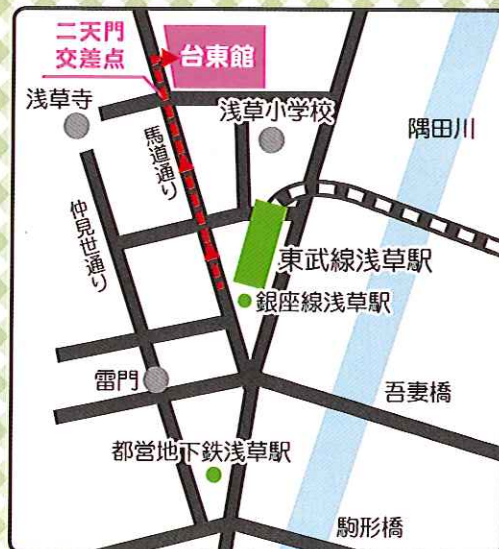 二天門
交差点
台東館
浅草寺
浅草小学校
隅田川
馬道通り
仲見世通り
東武線浅草駅
銀座線浅草駅
雷門
吾妻橋
都営地下鉄浅草駅
駒形橋